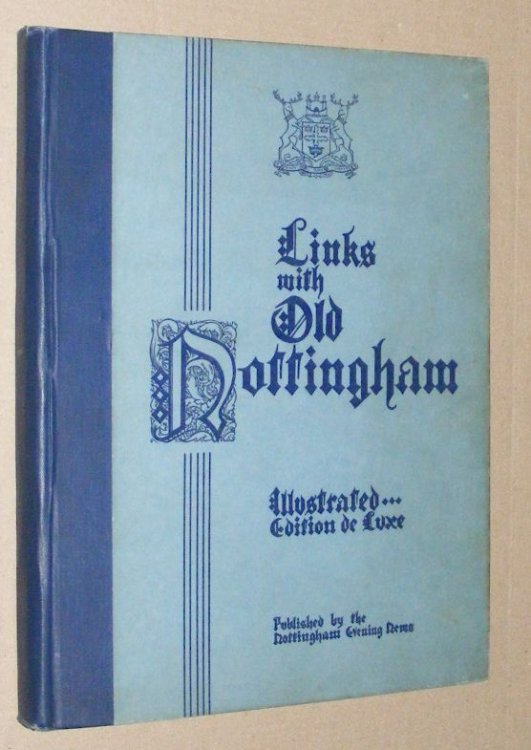 Links
with
Old
Nottingham
Illustrated...
Edition de Luxe
Published by the
Nottingham Evening News